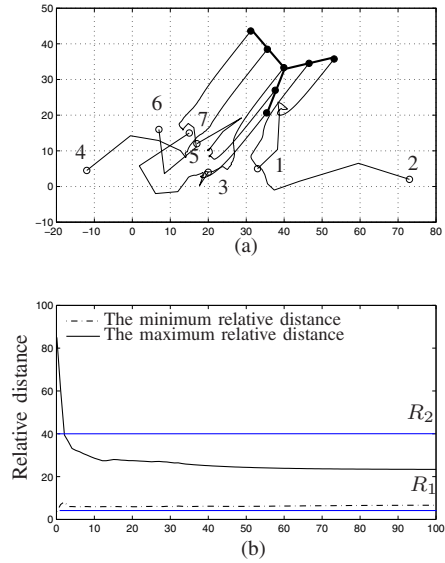 50
40
30
20
10
0
−10
−20 −10 0 10 20 30 40 50 60 70 80
6
7
4
5
3
1
2
(a)
100
80
60
40
20
0
Relative distance
The minimum relative distance
The maximum relative distance
R2
R1
0 10 20 30 40 50 60 70 80 90 100
(b)